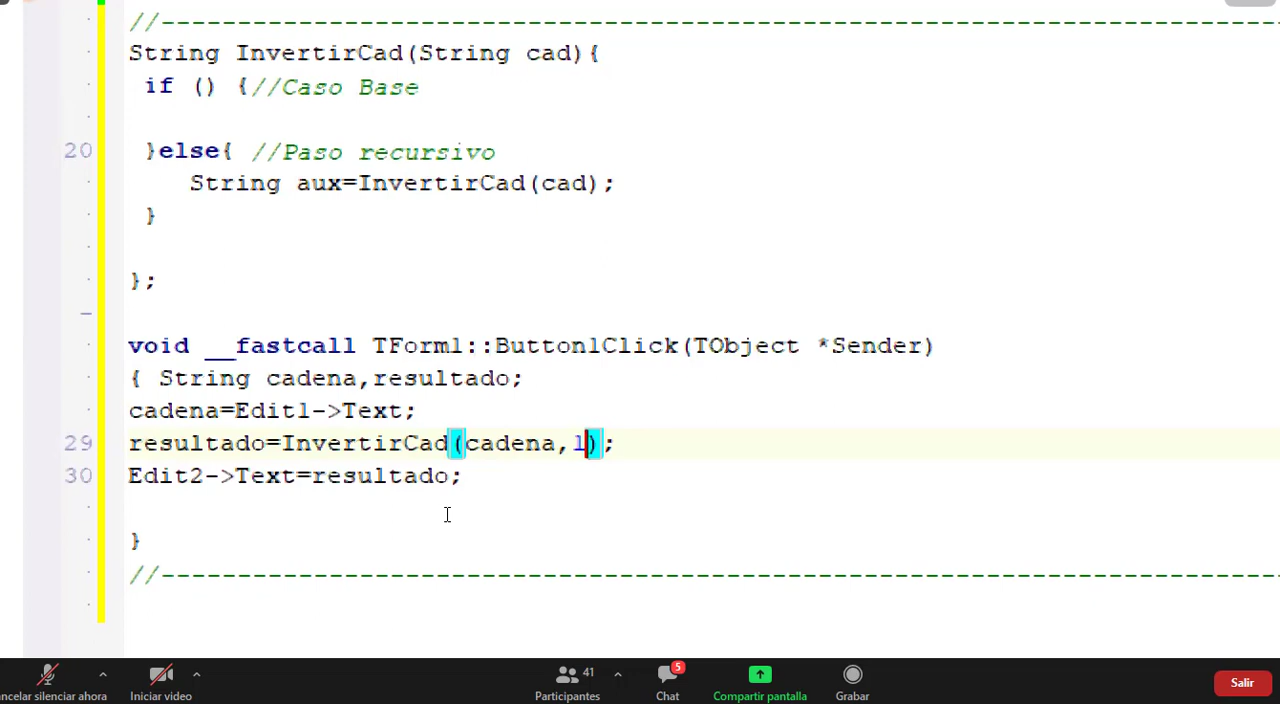 //--------------------------------------------------------------------------
String InvertirCad(String cad){
if () {//Caso Base
20 }else{ //Paso recursivo
String aux=InvertirCad(cad);
}
};
void __fastcall TForm1::Button1Click(TObject *Sender)
{ String cadena,resultado;
cadena=Edit1->Text;
29 resultado=InvertirCad(cadena,1);
30 Edit2->Text=resultado;
}
//--------------------------------------------------------------------------
ncelar silenciar ahora
Iniciar video
41
Participantes
5
Chat
Compartir pantalla
Grabar
Salir